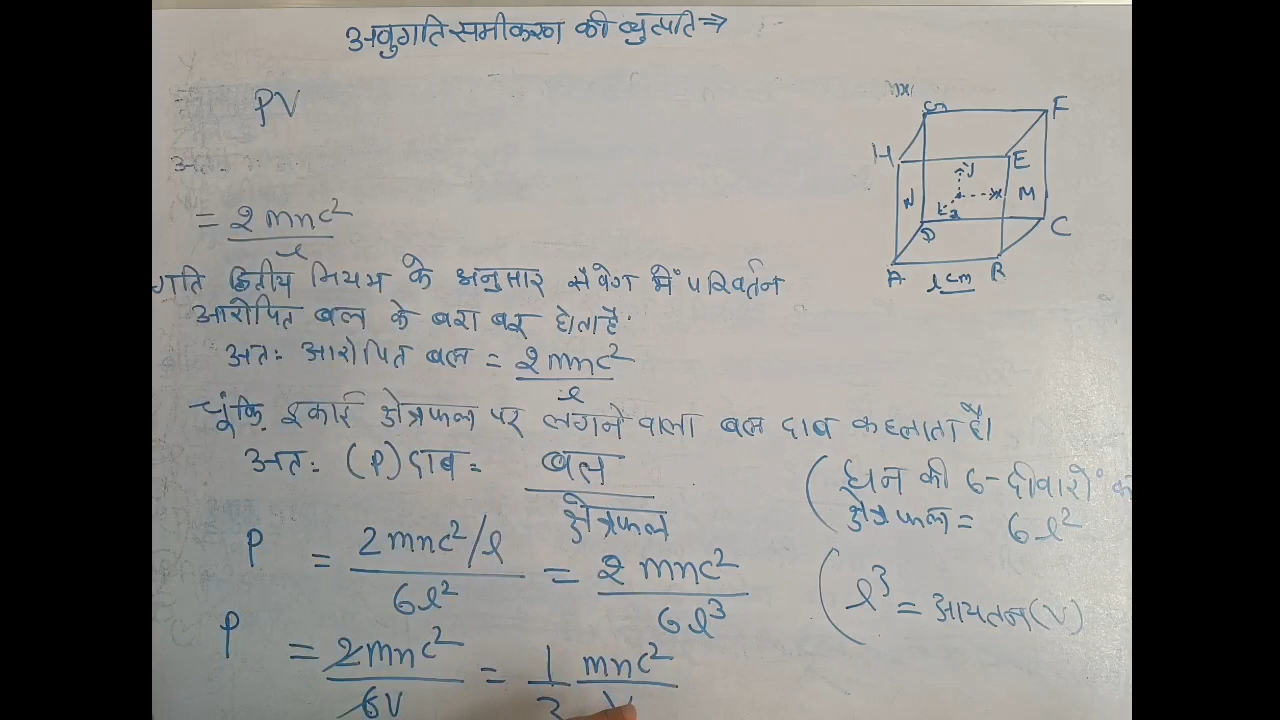 अणुगति समीकरण की व्युत्पति ⇒
PV
G F
H E
J
N x M
z
D C
A B
l cm
अतः
= 2mnc²/l
गति द्वितीय नियम के अनुसार संवेग में परिवर्तन
आरोपित बल के बराबर होता है.
अतः आरोपित बल = 2mnc²/l
चूंकि इकाई क्षेत्रफल पर लगने वाला बल दाब कहलाता है।
अतः (P) दाब = बल/क्षेत्रफल
(घन की 6-दीवारों
क्षेत्रफल = 6l²
P = 2mnc²/l/6l² = 2mnc²/6l³
(l³ = आयतन(V)
P = 2mnc²/6V = 1/3 mnc²/V